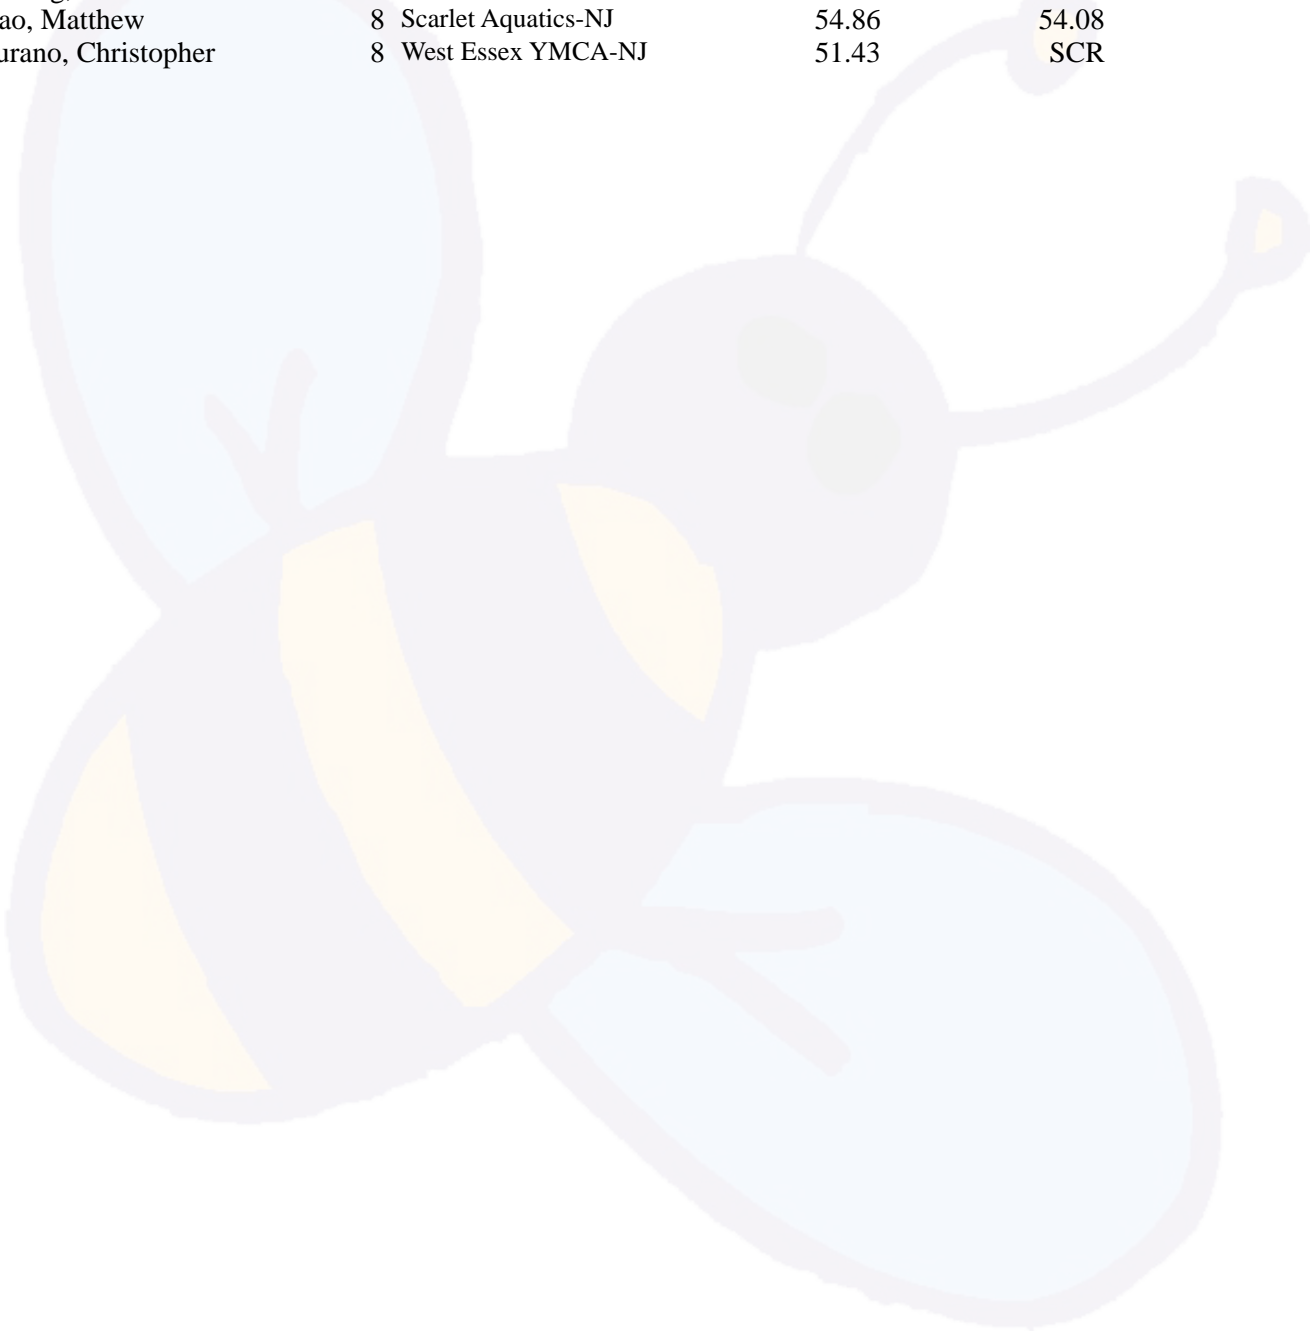 ao, Matthew 8 Scarlet Aquatics-NJ 54.86 54.08
urano, Christopher 8 West Essex YMCA-NJ 51.43 SCR